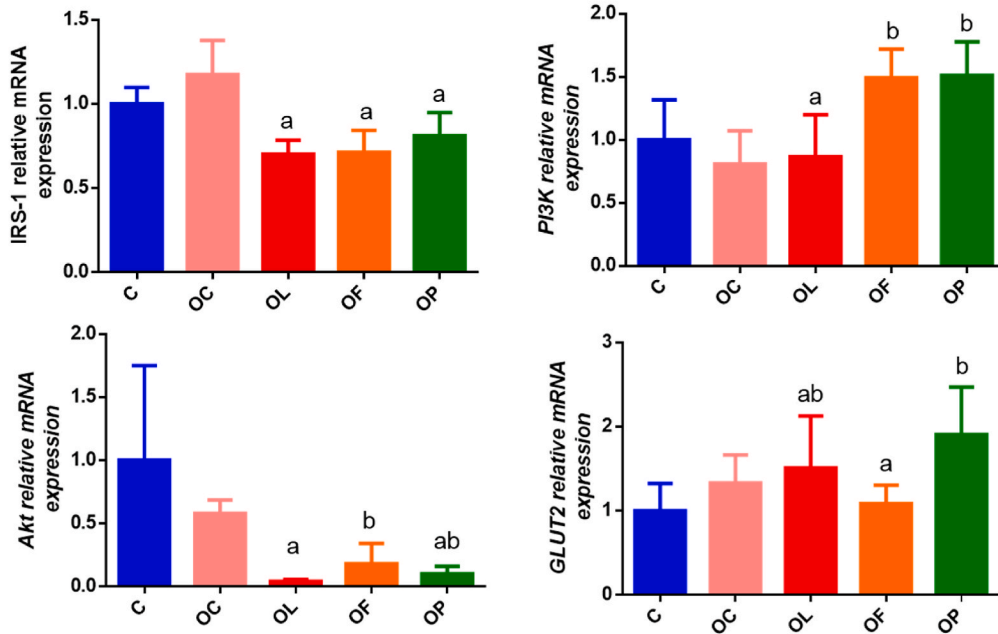 IRS-1 relative mRNA
expression
1.5
1.0
0.5
0.0
a
a
a
C
OC
OL
OF
OP
PI3K relative mRNA
expression
2.0
1.5
1.0
0.5
0.0
a
b
b
C
OC
OL
OF
OP
Akt relative mRNA
expression
2.0
1.5
1.0
0.5
0.0
a
b
ab
C
OC
OL
OF
OP
GLUT2 relative mRNA
expression
3
2
1
0
ab
a
b
C
OC
OL
OF
OP